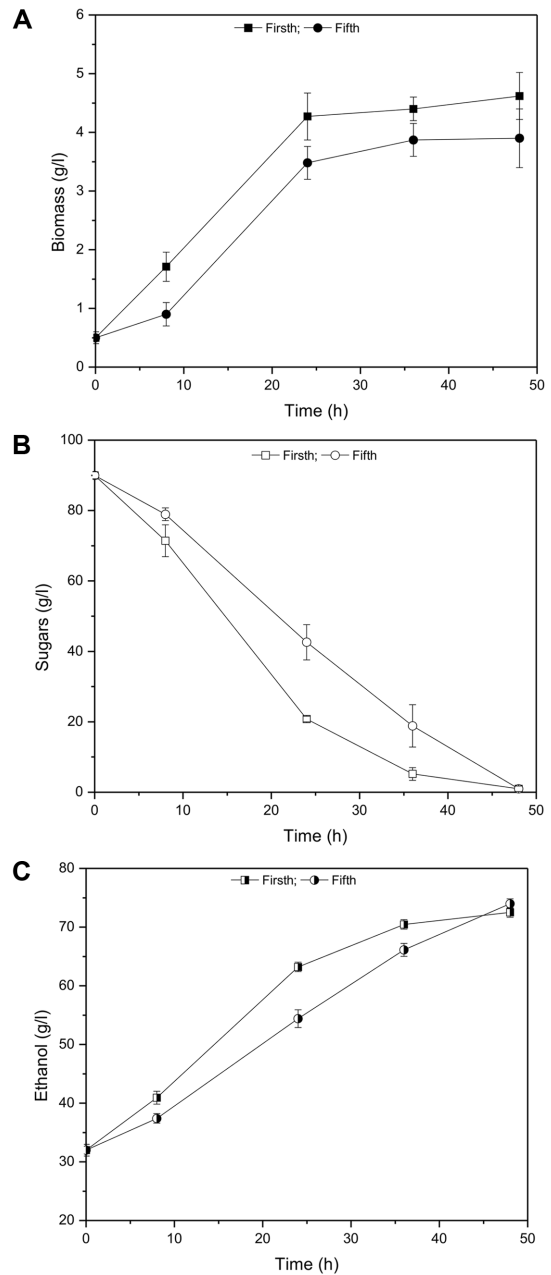 A
Firsth; Fifth
6
5
4
3
2
1
0
Biomass (g/l)
0 10 20 30 40 50
Time (h)
B
Firsth; Fifth
100
80
60
40
20
0
Sugars (g/l)
0 10 20 30 40 50
Time (h)
C
Firsth; Fifth
80
70
60
50
40
30
20
Ethanol (g/l)
0 10 20 30 40 50
Time (h)